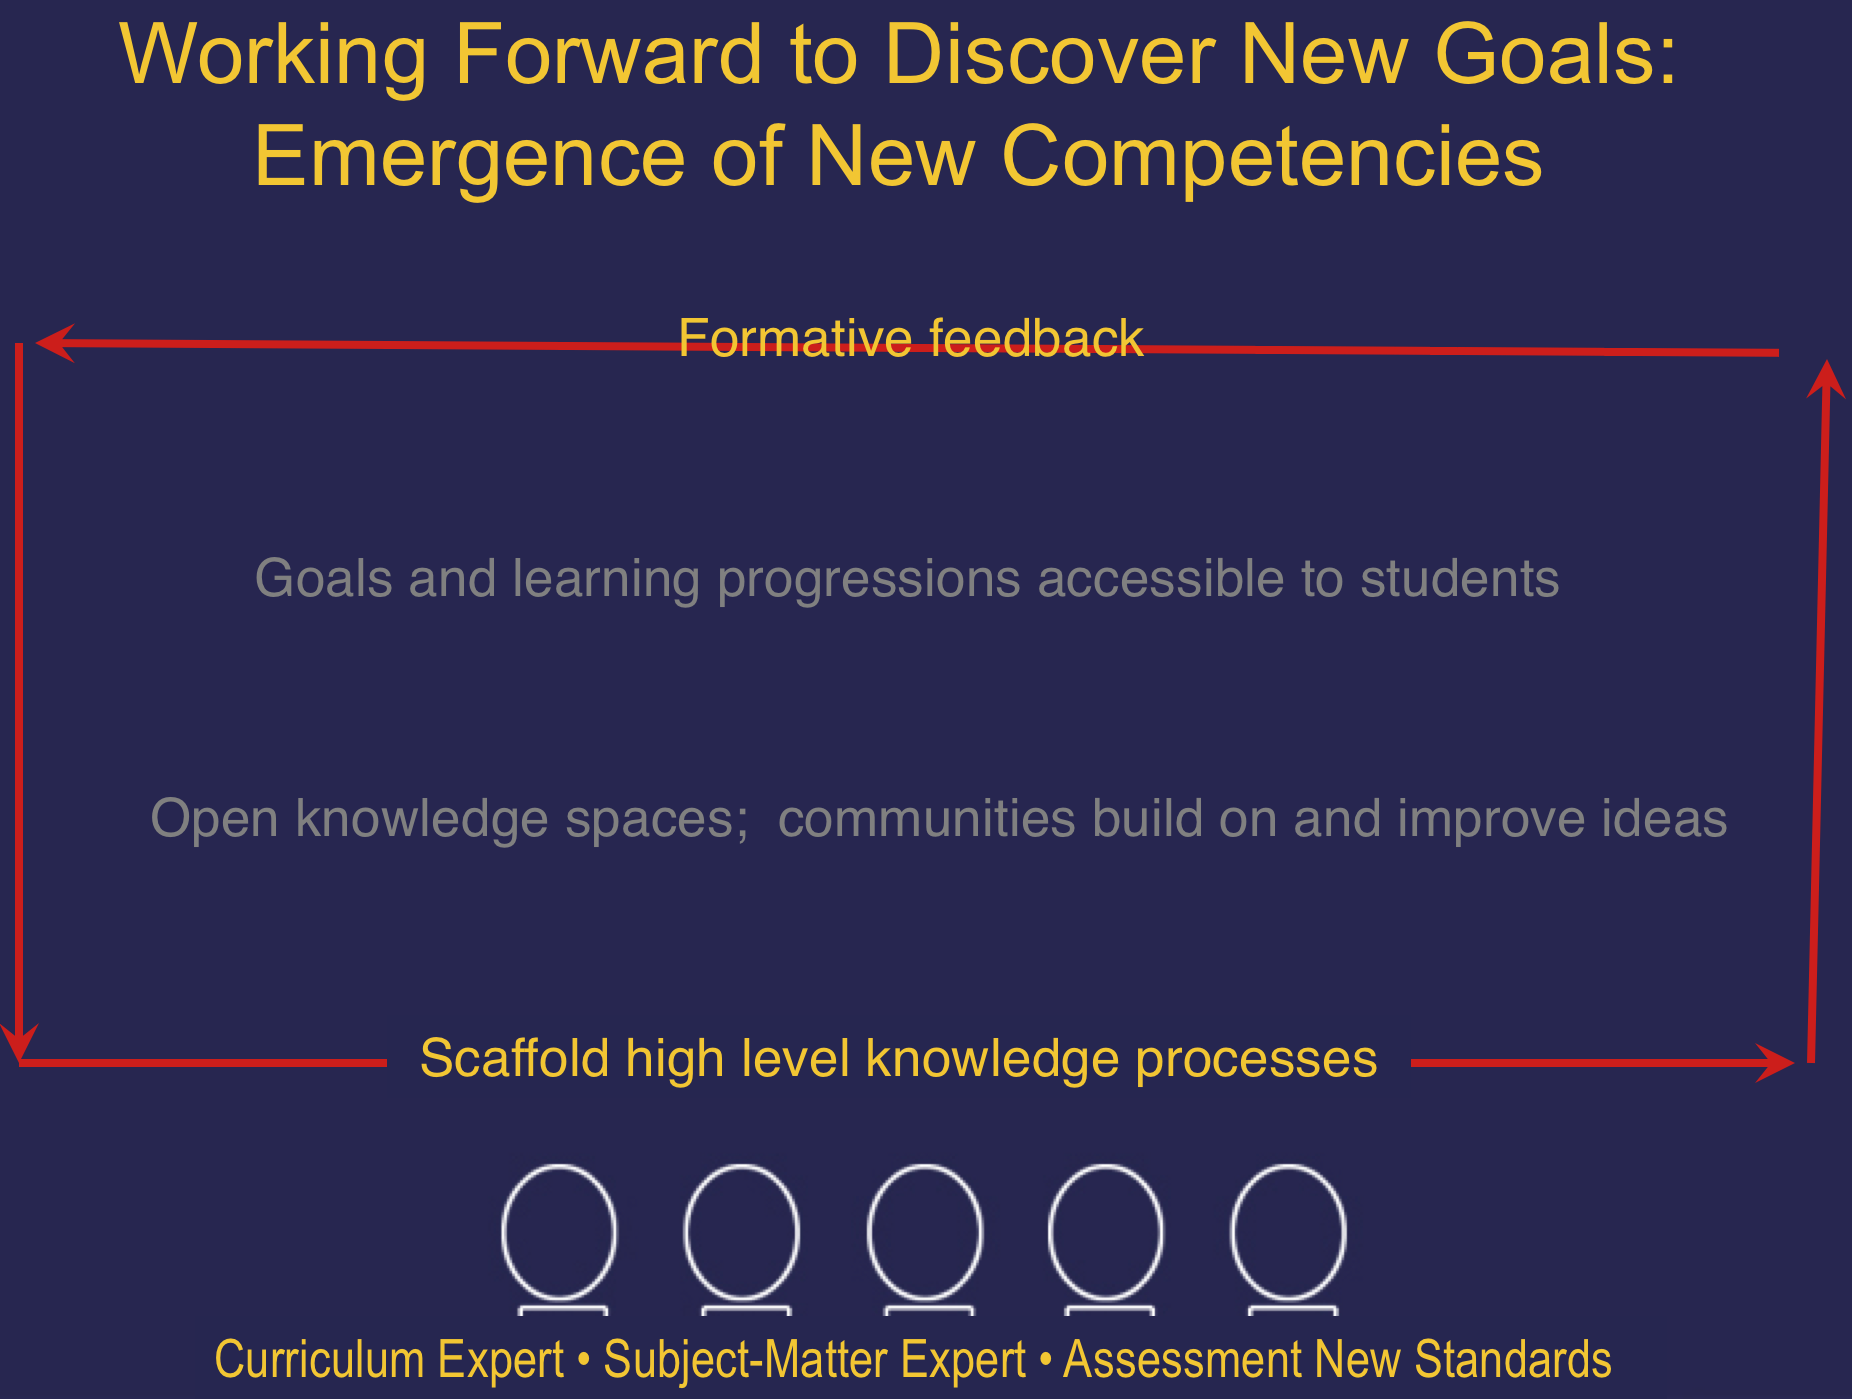 Working Forward to Discover New Goals:
Emergence of New Competencies
Formative feedback
Goals and learning progressions accessible to students
Open knowledge spaces;  communities build on and improve ideas
Scaffold high level knowledge processes
Curriculum Expert • Subject-Matter Expert • Assessment New Standards